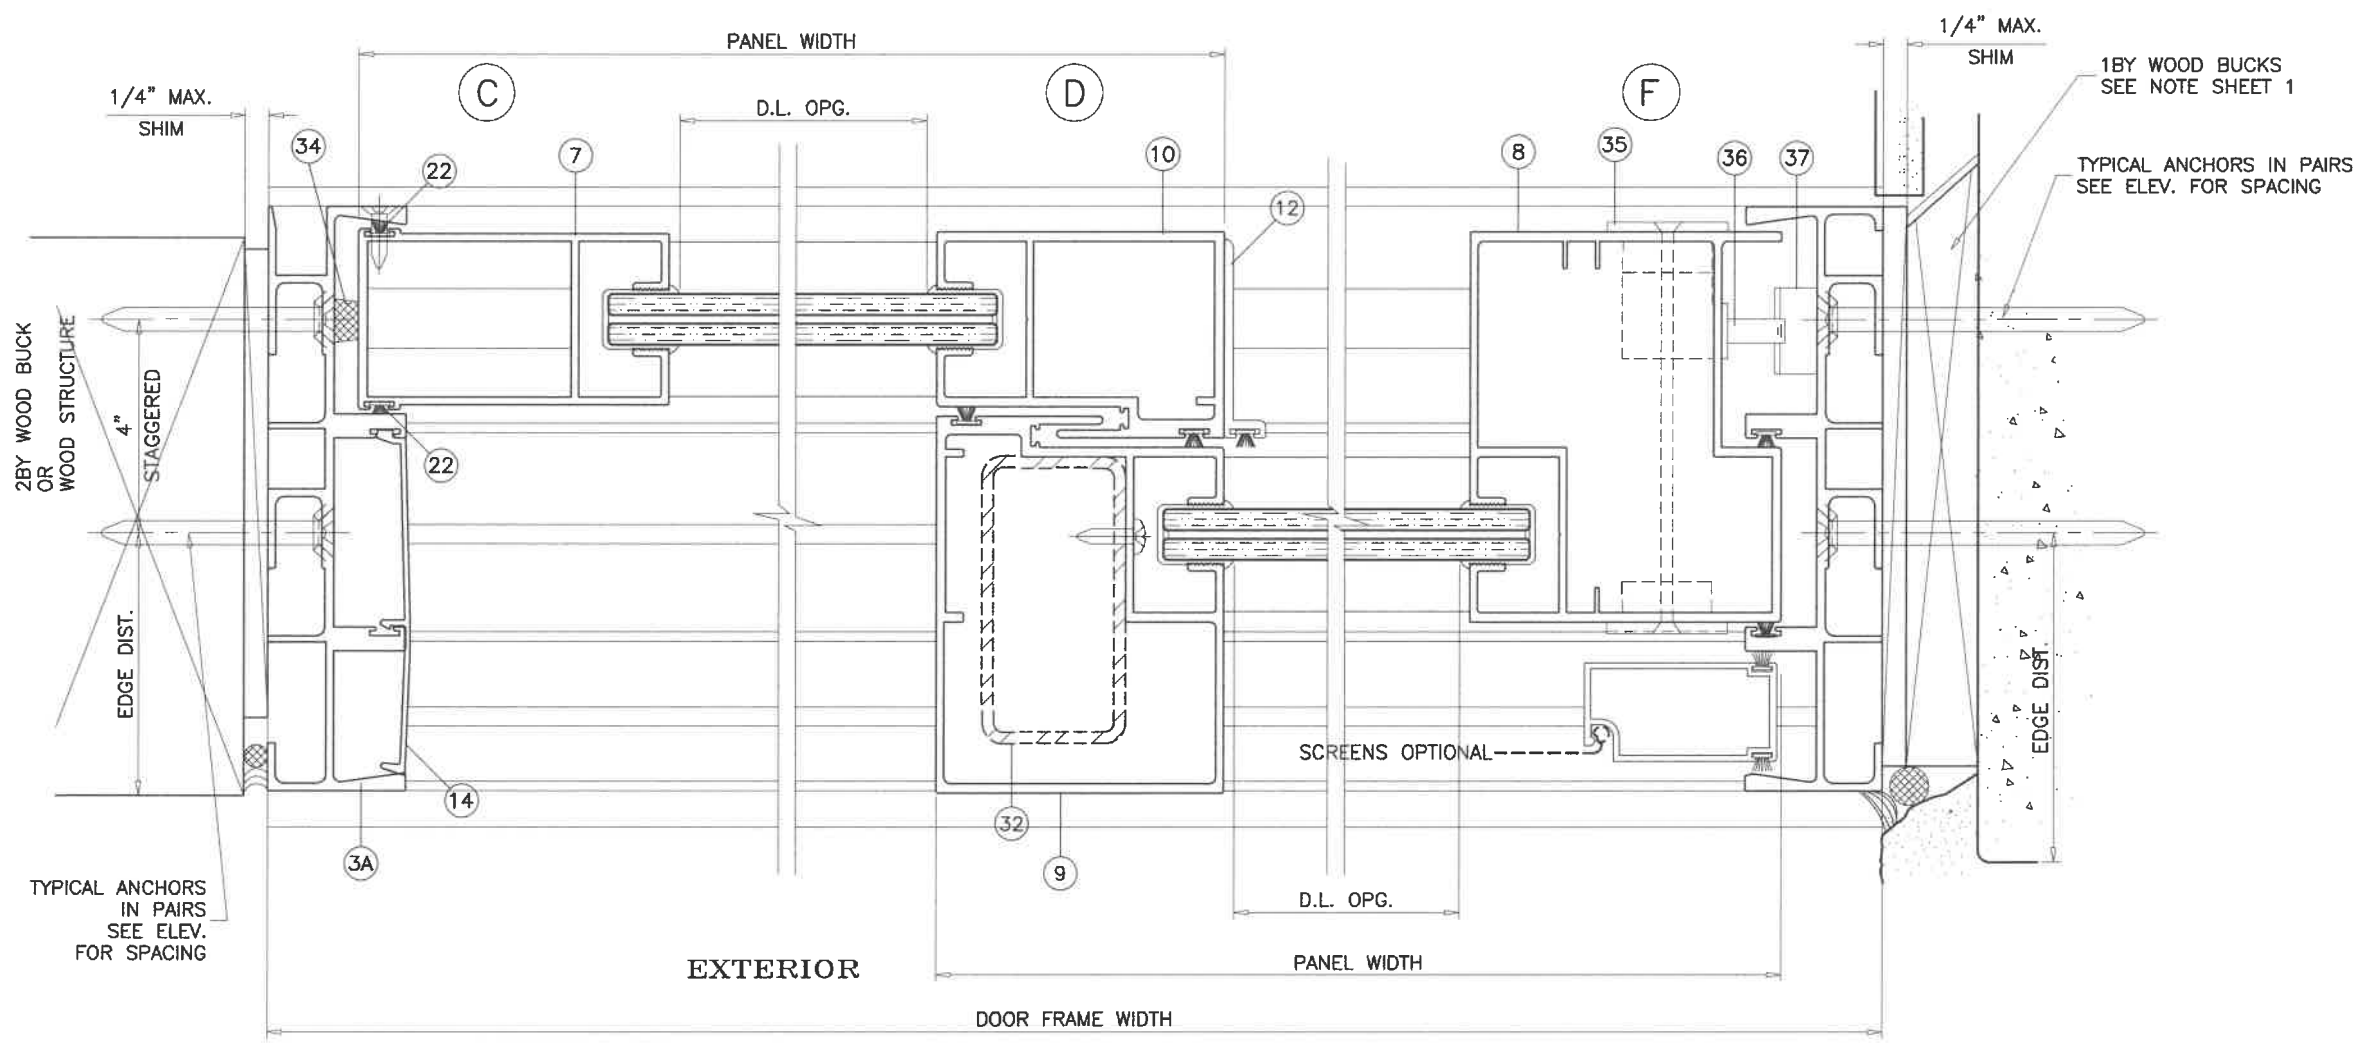 PANEL WIDTH
1/4" MAX.
SHIM
C
D
F
1/4" MAX.
SHIM
1BY WOOD BUCKS
SEE NOTE SHEET 1
D.L. OPG.
34
22
7
10
12
8
35
36
37
TYPICAL ANCHORS IN PAIRS
SEE ELEV. FOR SPACING
2BY WOOD BUCK
OR
WOOD STRUCTURE
4"
STAGGERED
22
EDGE DIST.
EDGE DIST.
SCREENS OPTIONAL
14
32
3A
9
TYPICAL ANCHORS
IN PAIRS
SEE ELEV.
FOR SPACING
D.L. OPG.
EXTERIOR
PANEL WIDTH
DOOR FRAME WIDTH